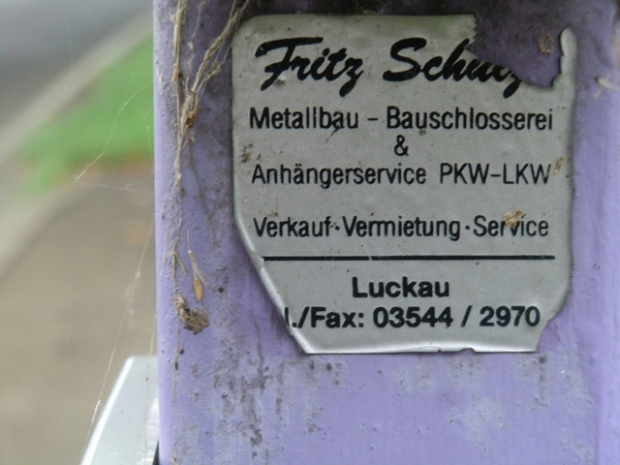 Fritz
Metallbau - Bauschlosserei
&
Anhängerservice PKW-LKW
Verkauf·Vermietung·Service
Luckau
./Fax: 03544 / 2970